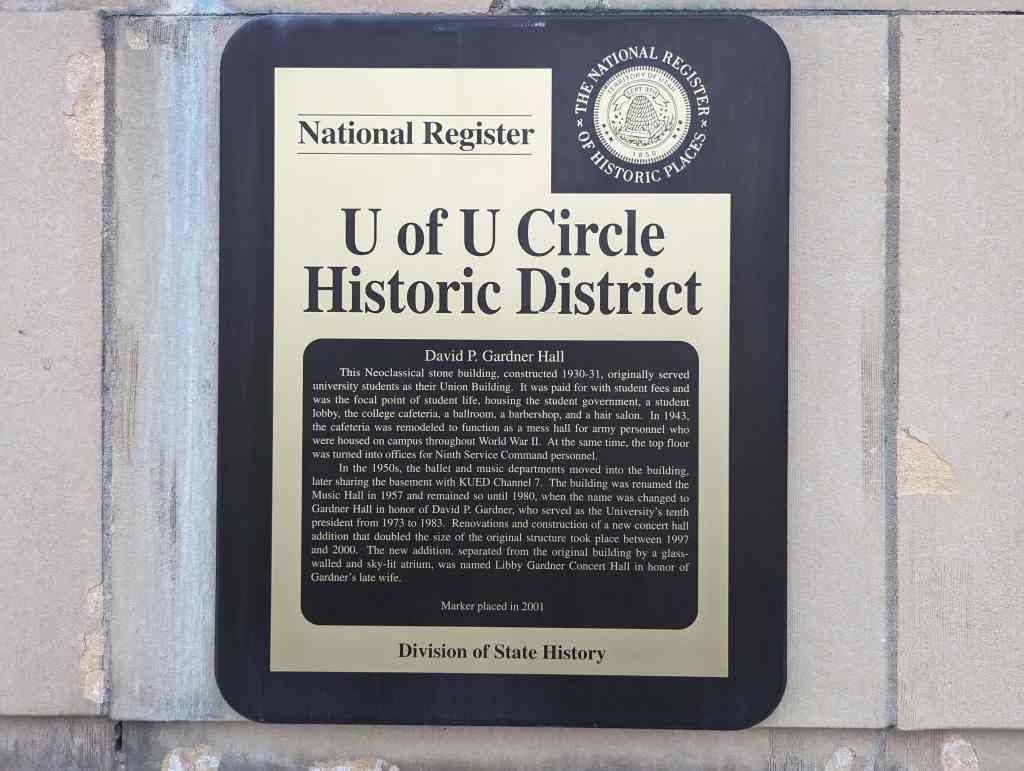 National Register
THE NATIONAL REGISTER
OF HISTORIC PLACES
TERRITORY OF UTAH
SEPT 9TH
1850
U of U Circle
Historic District
David P. Gardner Hall
This Neoclassical stone building, constructed 1930-31, originally served
university students as their Union Building. It was paid for with student fees and
was the focal point of student life, housing the student government, a student
lobby, the college cafeteria, a ballroom, a barbershop, and a hair salon. In 1943,
the cafeteria was remodeled to function as a mess hall for army personnel who
were housed on campus throughout World War II. At the same time, the top floor
was turned into offices for Ninth Service Command personnel.
In the 1950s, the ballet and music departments moved into the building,
later sharing the basement with KUED Channel 7. The building was renamed the
Music Hall in 1957 and remained so until 1980, when the name was changed to
Gardner Hall in honor of David P. Gardner, who served as the University's tenth
president from 1973 to 1983. Renovations and construction of a new concert hall
addition that doubled the size of the original structure took place between 1997
and 2000. The new addition, separated from the original building by a glass-
walled and sky-lit atrium, was named Libby Gardner Concert Hall in honor of
Gardner's late wife.
Marker placed in 2001
Division of State History